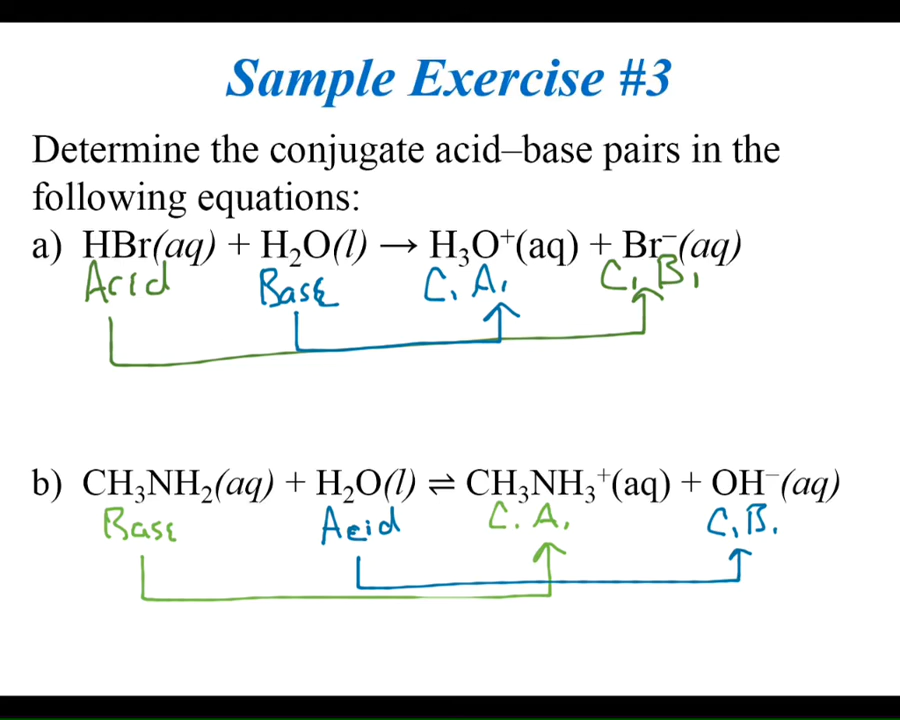 Sample Exercise #3
Determine the conjugate acid–base pairs in the
following equations:
a) HBr(aq) + H₂O(l) → H₃O⁺(aq) + Br⁻(aq)
Acid Base C.A. C.B.
b) CH₃NH₂(aq) + H₂O(l) ⇌ CH₃NH₃⁺(aq) + OH⁻(aq)
Base Acid C.A. C.B.